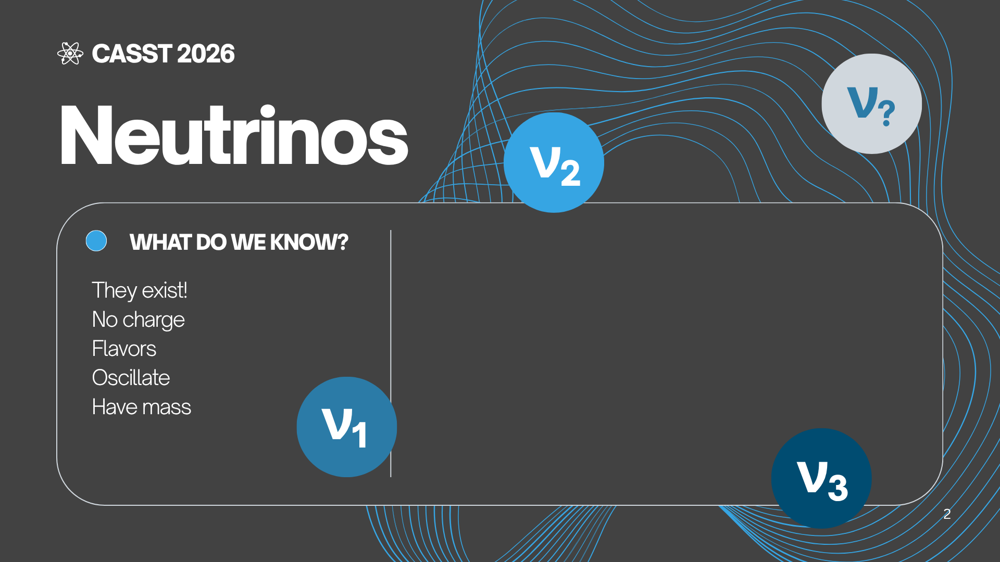 CASST 2026
Neutrinos
ν?
ν2
WHAT DO WE KNOW?
They exist!
No charge
Flavors
Oscillate
Have mass
ν1
ν3
2